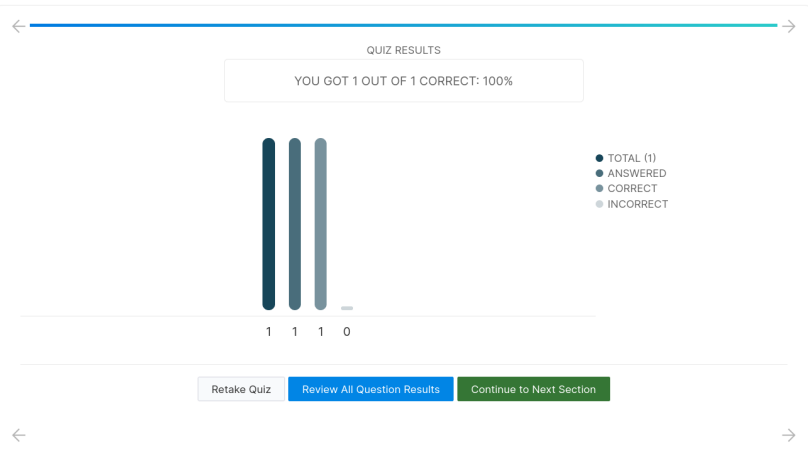 QUIZ RESULTS
YOU GOT 1 OUT OF 1 CORRECT: 100%
TOTAL (1)
ANSWERED
CORRECT
INCORRECT
1 1 1 0
Retake Quiz Review All Question Results Continue to Next Section